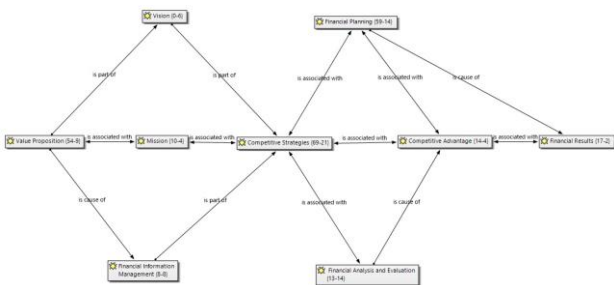 Vision (0-6)
Financial Planning (59-14)
is part of
is part of
is associated with
is associated with
is cause of
Value Proposition (54-9)
is associated with
Mission (10-4)
is associated with
Competitive Strategies (69-21)
is associated with
Competitive Advantage (14-4)
is associated with
Financial Results (17-2)
is cause of
is part of
is associated with
is cause of
Financial Information
Management (8-8)
Financial Analysis and Evaluation
(13-14)